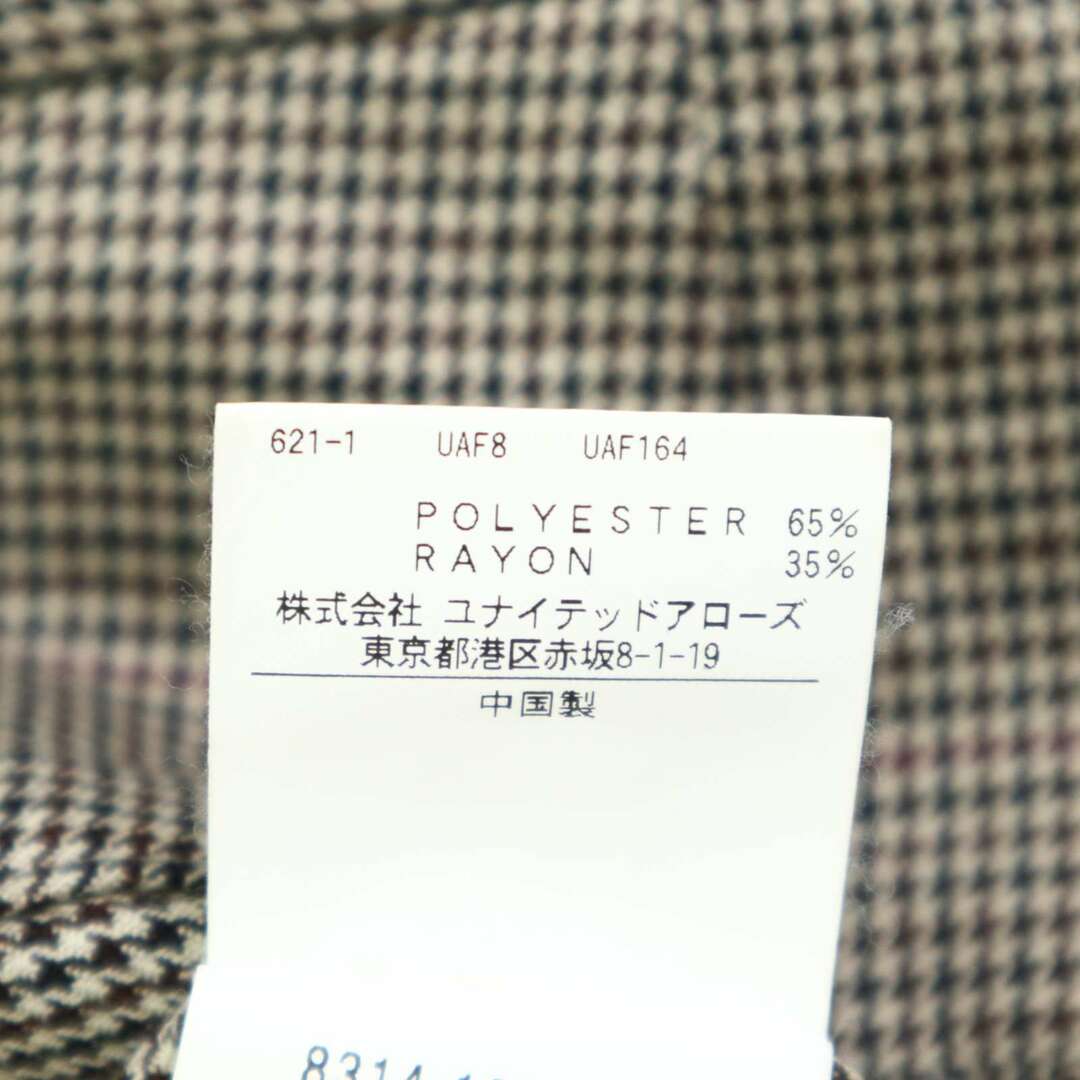 621-1 UAF8 UAF164
POLYESTER 65%
RAYON 35%
株式会社 ユナイテッドアローズ
東京都港区赤坂8-1-19
中国製
8314